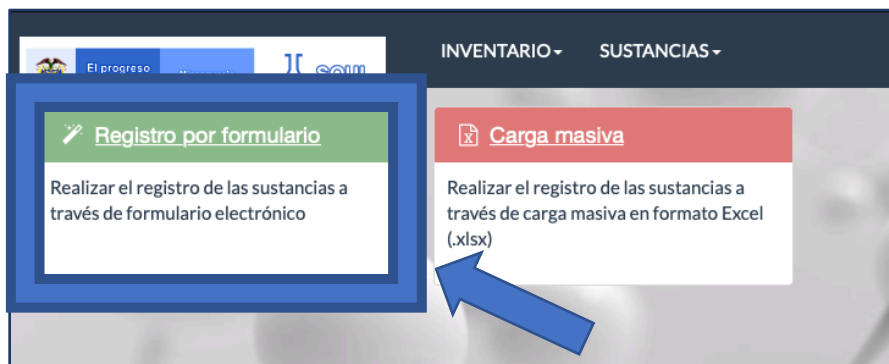 INVENTARIO SUSTANCIAS
El progreso
Registro por formulario
Realizar el registro de las sustancias a
través de formulario electrónico
Carga masiva
Realizar el registro de las sustancias a
través de carga masiva en formato Excel
(.xlsx)